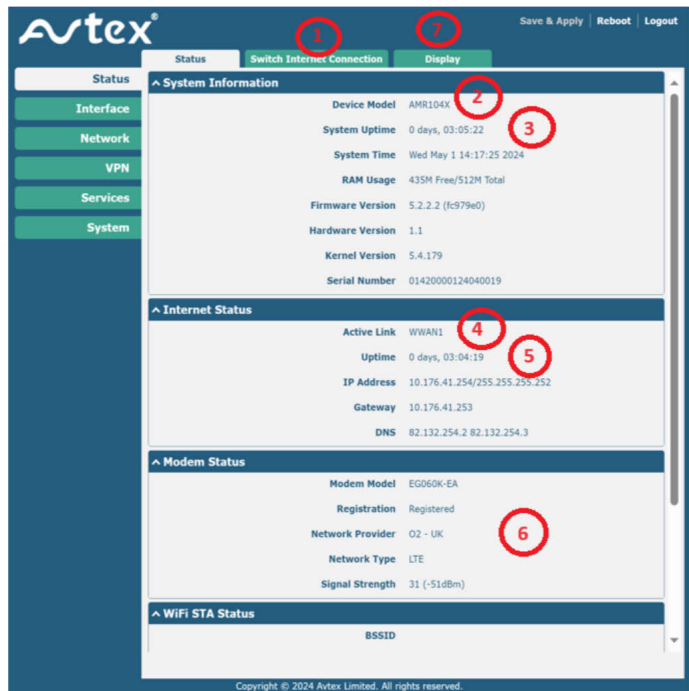 Avtex®
Save & Apply | Reboot | Logout
1
7
Status Switch Internet Connection Display
Status
Interface
Network
VPN
Services
System
System Information
Device Model AMR104X 2
System Uptime 0 days, 03:05:22 3
System Time Wed May 1 14:17:25 2024
RAM Usage 435M Free/512M Total
Firmware Version 5.2.2.2 (fc979e0)
Hardware Version 1.1
Kernel Version 5.4.179
Serial Number 01420000124040019
Internet Status
Active Link WWAN1 4
Uptime 0 days, 03:04:19 5
IP Address 10.176.41.254/255.255.255.252
Gateway 10.176.41.253
DNS 82.132.254.2 82.132.254.3
Modem Status
Modem Model EG060K-EA
Registration Registered
Network Provider O2 - UK 6
Network Type LTE
Signal Strength 31 (-51dBm)
WiFi STA Status
BSSID
Copyright © 2024 Avtex Limited. All rights reserved.